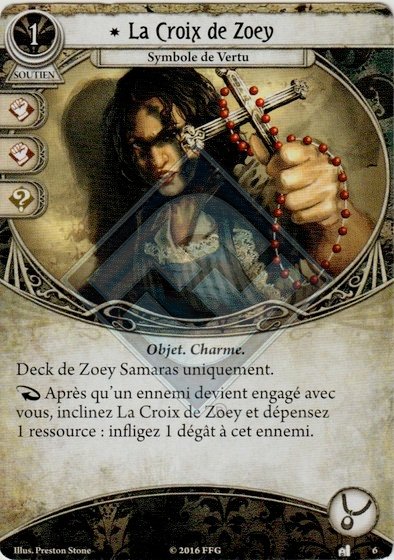 1
La Croix de Zoey
Symbole de Vertu
SOUTIEN
?
Objet. Charme.
Deck de Zoey Samaras uniquement.
Après qu'un ennemi devient engagé avec
vous, inclinez La Croix de Zoey et dépensez
1 ressource : infligez 1 dégât à cet ennemi.
Illus. Preston Stone
© 2016 FFG
6